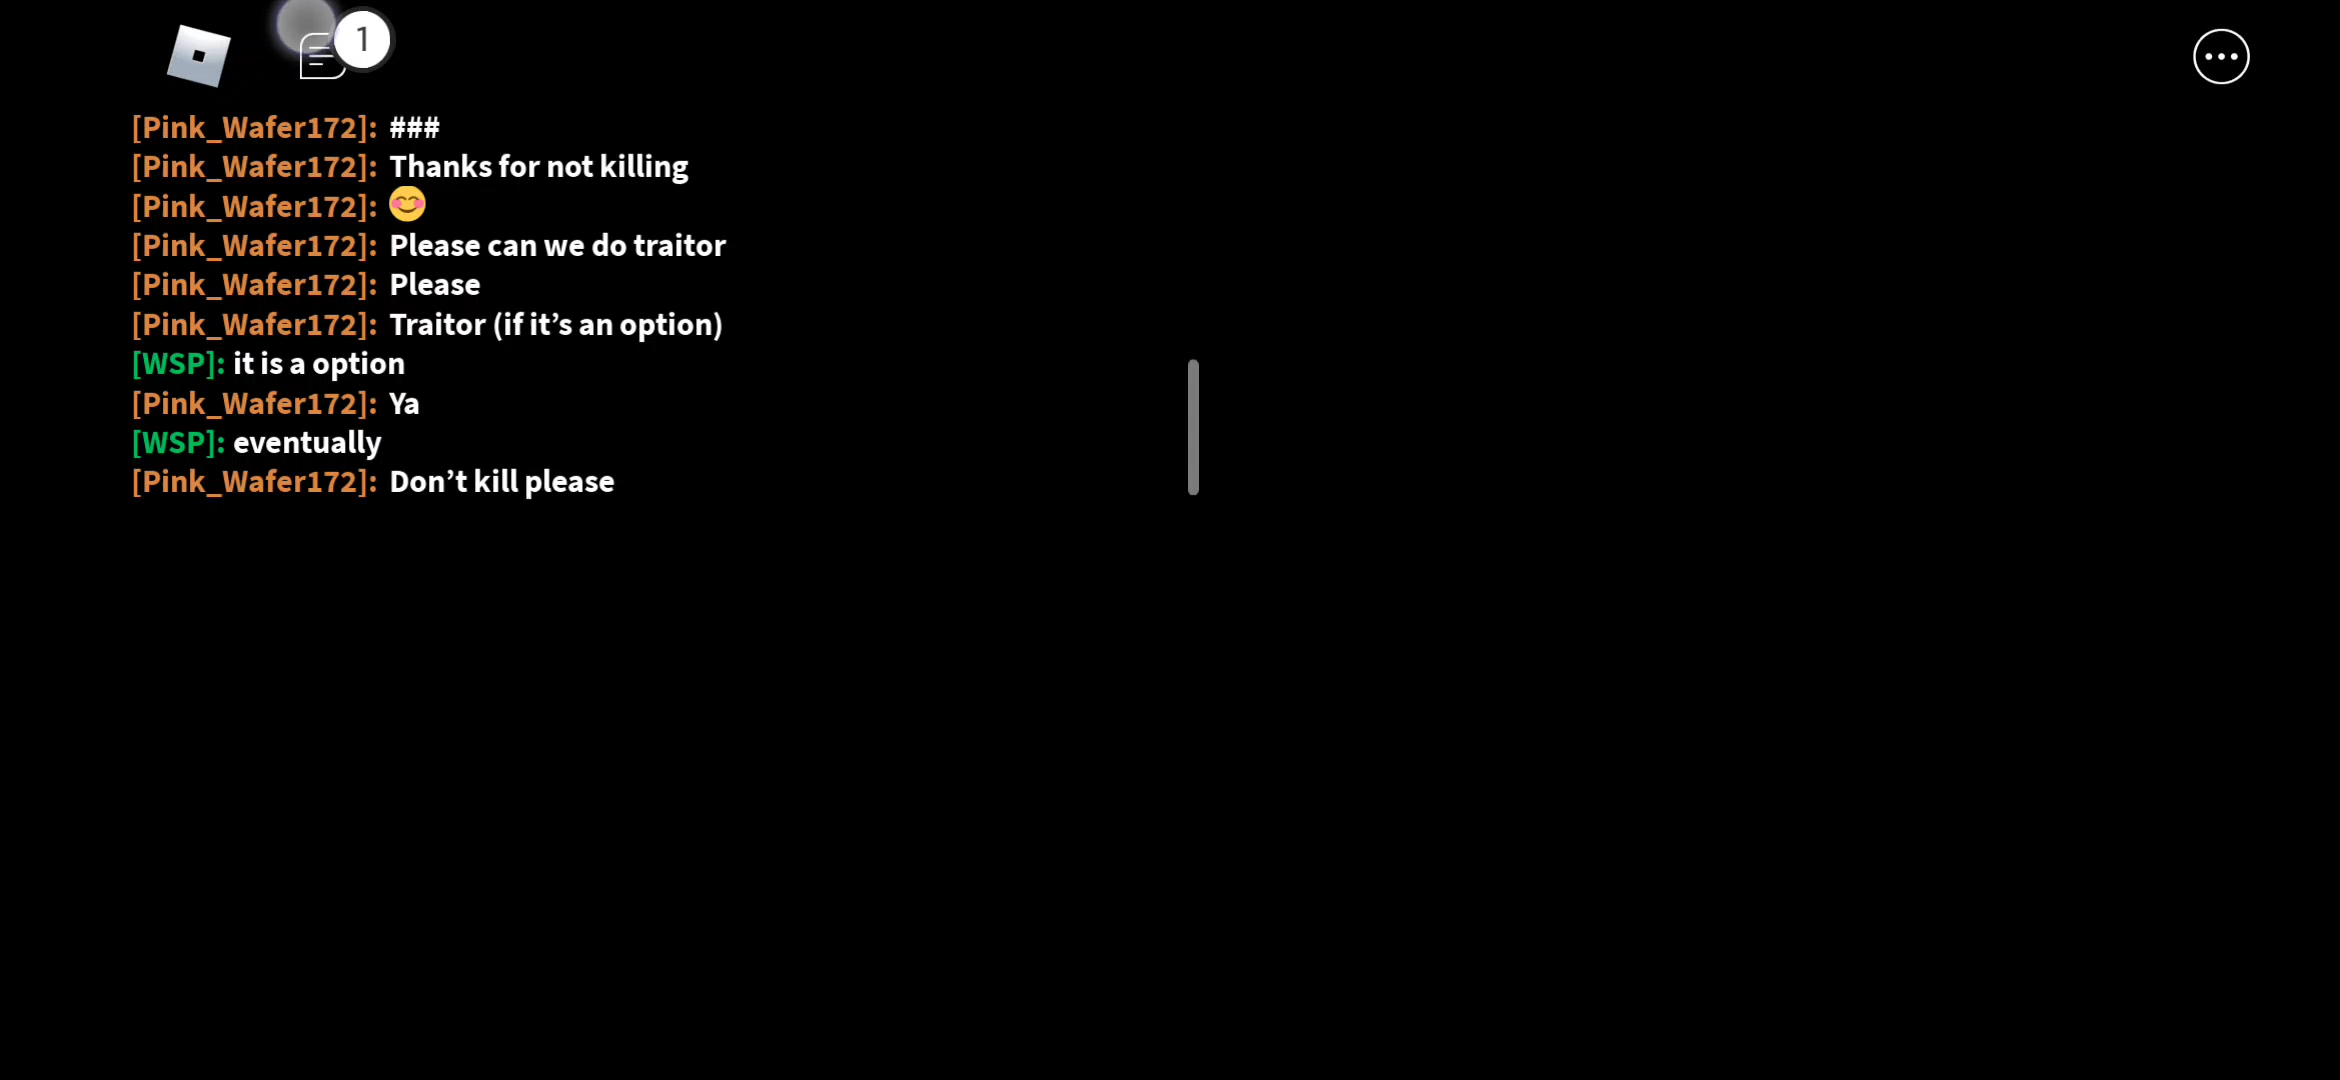 1
[Pink_Wafer172]: ###
[Pink_Wafer172]: Thanks for not killing
[Pink_Wafer172]: 😊
[Pink_Wafer172]: Please can we do traitor
[Pink_Wafer172]: Please
[Pink_Wafer172]: Traitor (if it’s an option)
[WSP]: it is a option
[Pink_Wafer172]: Ya
[WSP]: eventually
[Pink_Wafer172]: Don’t kill please